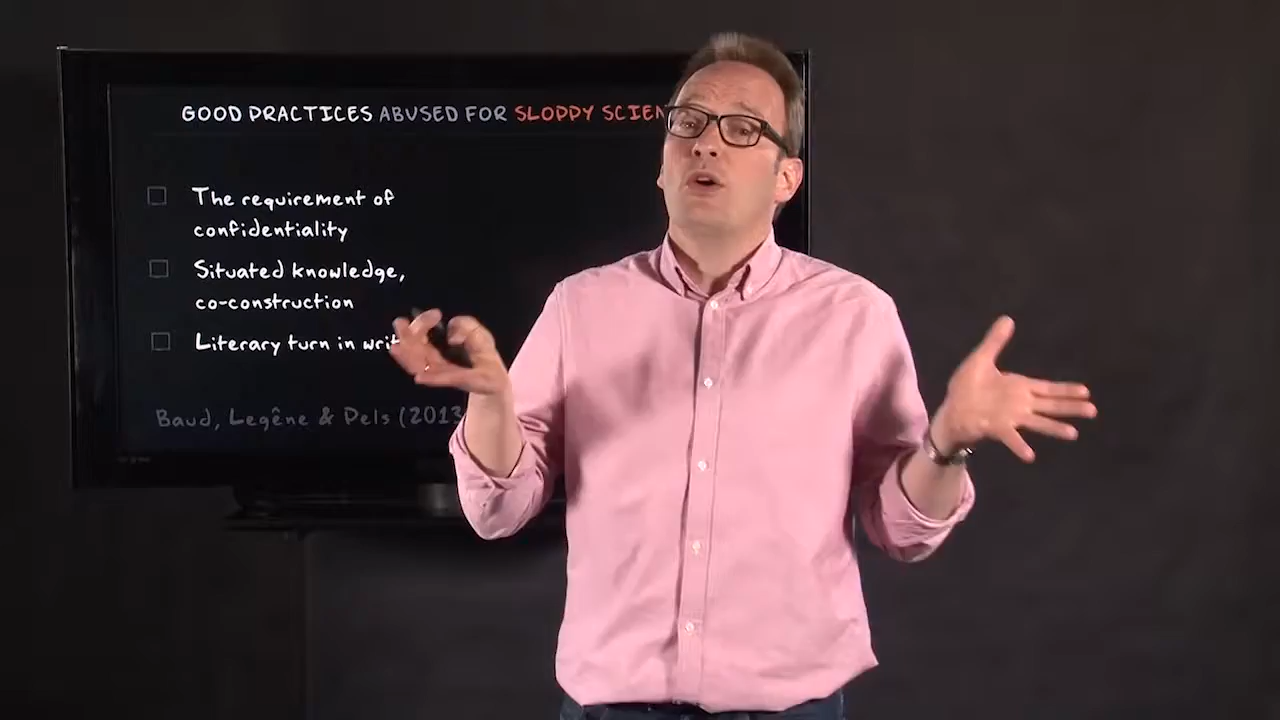 GOOD PRACTICES ABUSED FOR SLOPPY SCIEN
The requirement of
confidentiality
Situated knowledge,
co-construction
Literary turn in writ
Baud, Legêne & Pels (2013